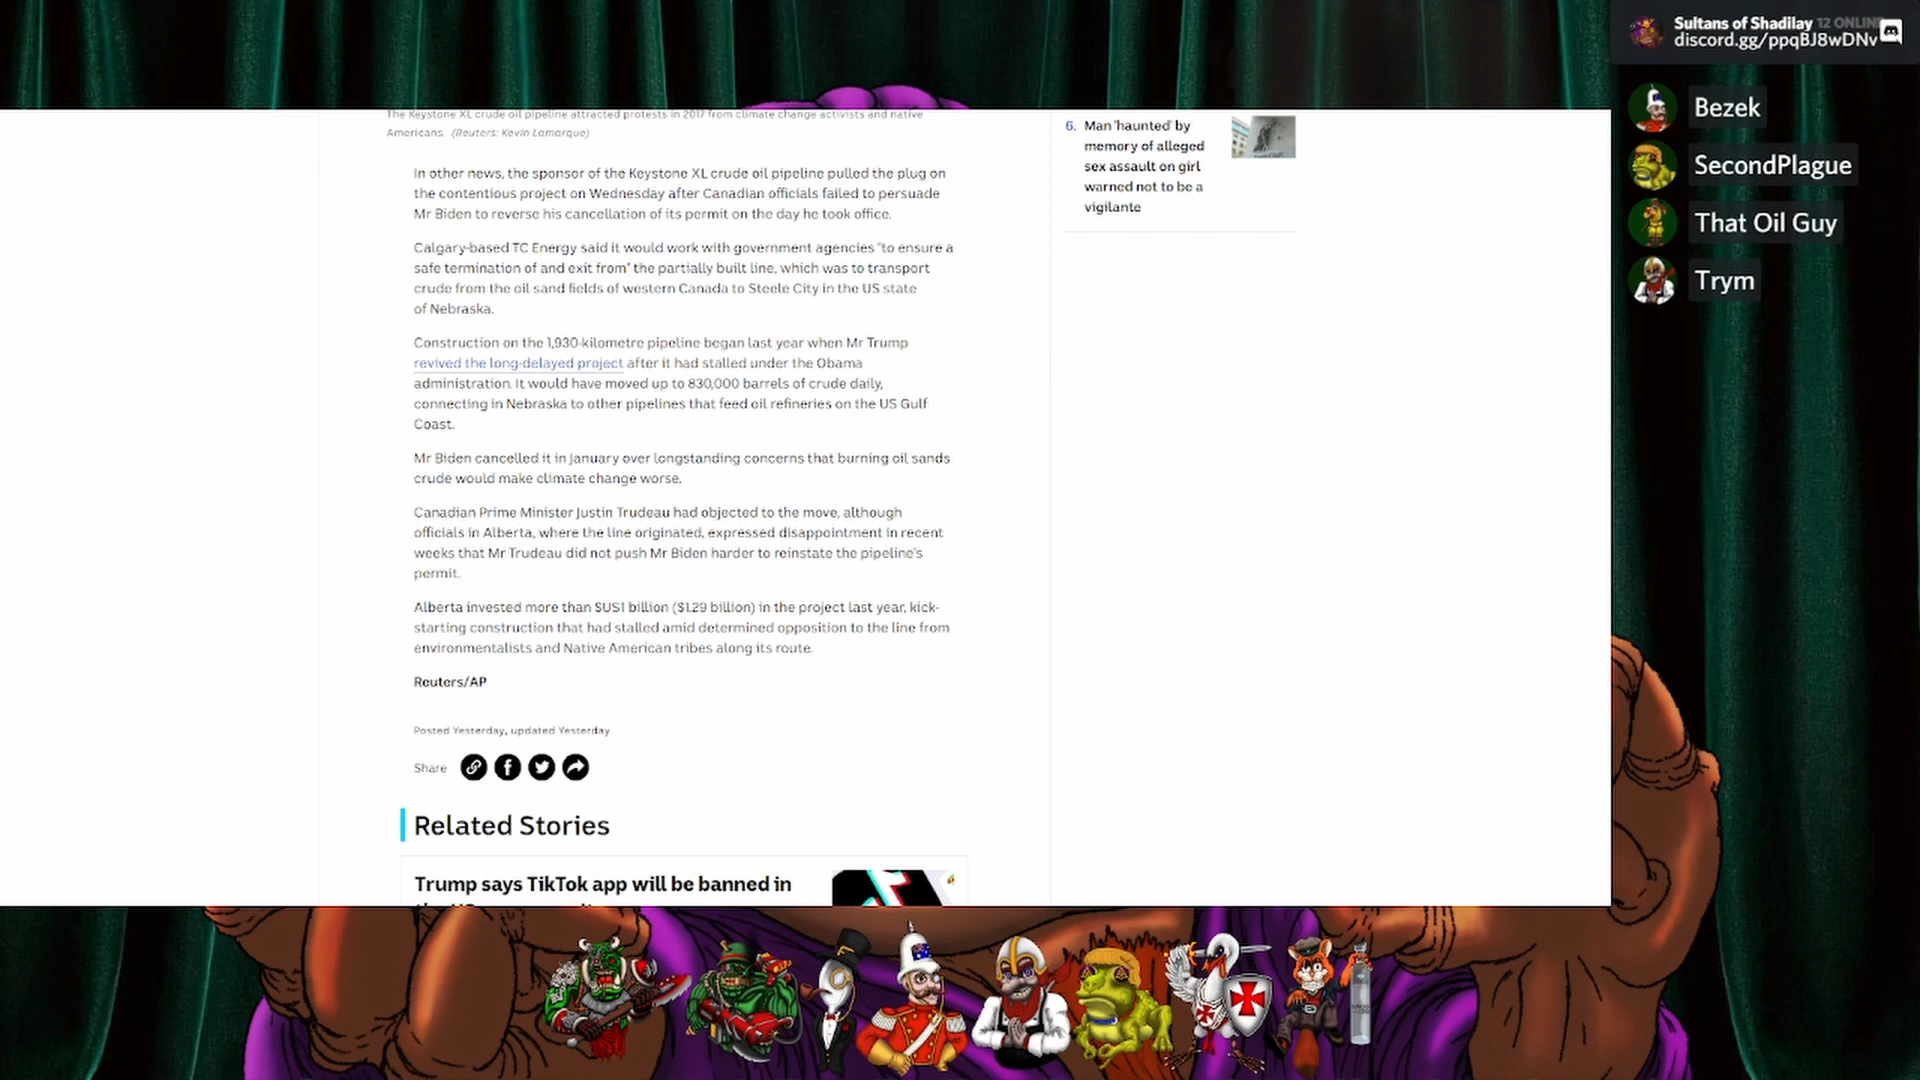 Sultans of Shadilay 12 ONLINE
discord.gg/ppqBJ8wDNv
Bezek
SecondPlague
That Oil Guy
Trym
The Keystone XL crude oil pipeline attracted protests in 2017 from climate change activists and native
Americans. (Reuters: Kevin Lamarque)
In other news, the sponsor of the Keystone XL crude oil pipeline pulled the plug on
the contentious project on Wednesday after Canadian officials failed to persuade
Mr Biden to reverse his cancellation of its permit on the day he took office.
Calgary-based TC Energy said it would work with government agencies "to ensure a
safe termination of and exit from" the partially built line, which was to transport
crude from the oil sand fields of western Canada to Steele City in the US state
of Nebraska.
Construction on the 1,930-kilometre pipeline began last year when Mr Trump
revived the long-delayed project after it had stalled under the Obama
administration. It would have moved up to 830,000 barrels of crude daily,
connecting in Nebraska to other pipelines that feed oil refineries on the US Gulf
Coast.
Mr Biden cancelled it in January over longstanding concerns that burning oil sands
crude would make climate change worse.
Canadian Prime Minister Justin Trudeau had objected to the move, although
officials in Alberta, where the line originated, expressed disappointment in recent
weeks that Mr Trudeau did not push Mr Biden harder to reinstate the pipeline's
permit.
Alberta invested more than $US1 billion ($1.29 billion) in the project last year, kick-
starting construction that had stalled amid determined opposition to the line from
environmentalists and Native American tribes along its route.
Reuters/AP
Posted Yesterday, updated Yesterday
Share
Related Stories
Trump says TikTok app will be banned in
6. Man 'haunted' by
memory of alleged
sex assault on girl
warned not to be a
vigilante